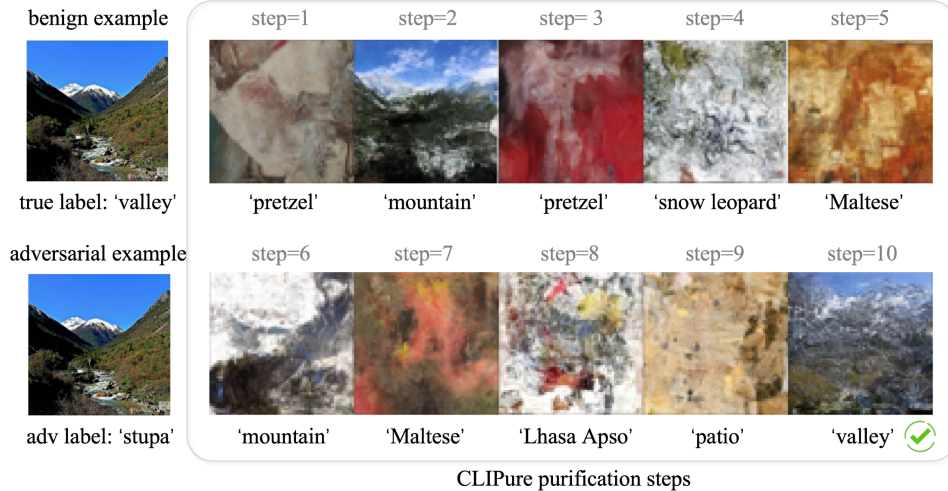 benign example
step=1
step=2
step= 3
step=4
step=5
true label: ‘valley’
‘pretzel’
‘mountain’
‘pretzel’
‘snow leopard’
‘Maltese’
adversarial example
step=6
step=7
step=8
step=9
step=10
adv label: ‘stupa’
‘mountain’
‘Maltese’
‘Lhasa Apso’
‘patio’
‘valley’
CLIPure purification steps